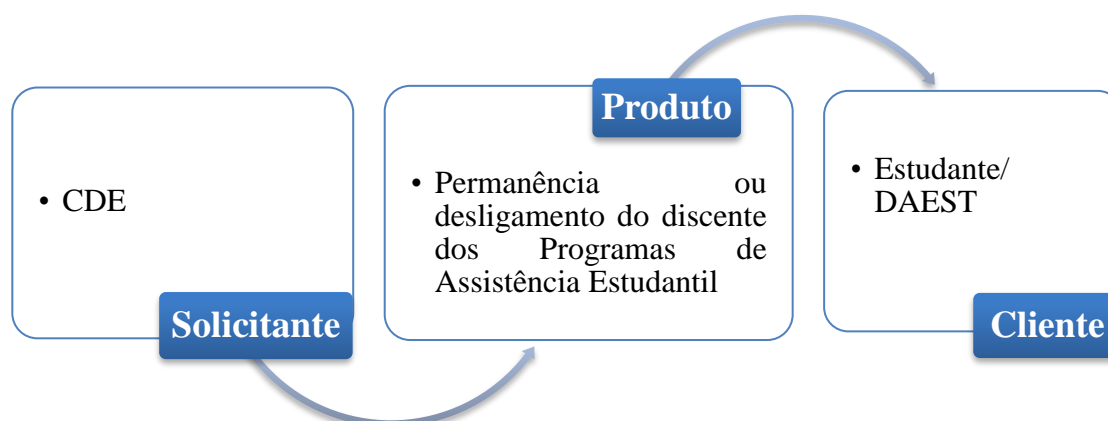 • CDE
Solicitante
Produto
• Permanência ou
desligamento do discente
dos Programas de
Assistência Estudantil
• Estudante/
DAEST
Cliente